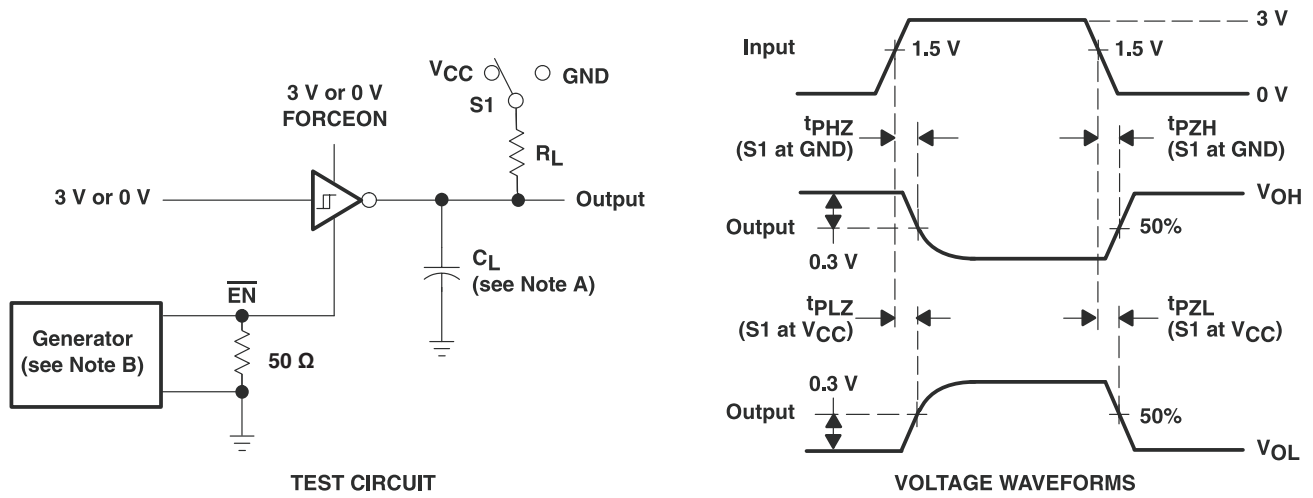 VCC
GND
S1
3 V or 0 V
FORCEON
RL
3 V or 0 V
Output
CL
(see Note A)
EN
Generator
(see Note B)
50 Ω
TEST CIRCUIT
Input
3 V
1.5 V
1.5 V
0 V
tPHZ
(S1 at GND)
tPZH
(S1 at GND)
VOH
Output
50%
0.3 V
tPLZ
(S1 at VCC)
tPZL
(S1 at VCC)
0.3 V
Output
50%
VOL
VOLTAGE WAVEFORMS